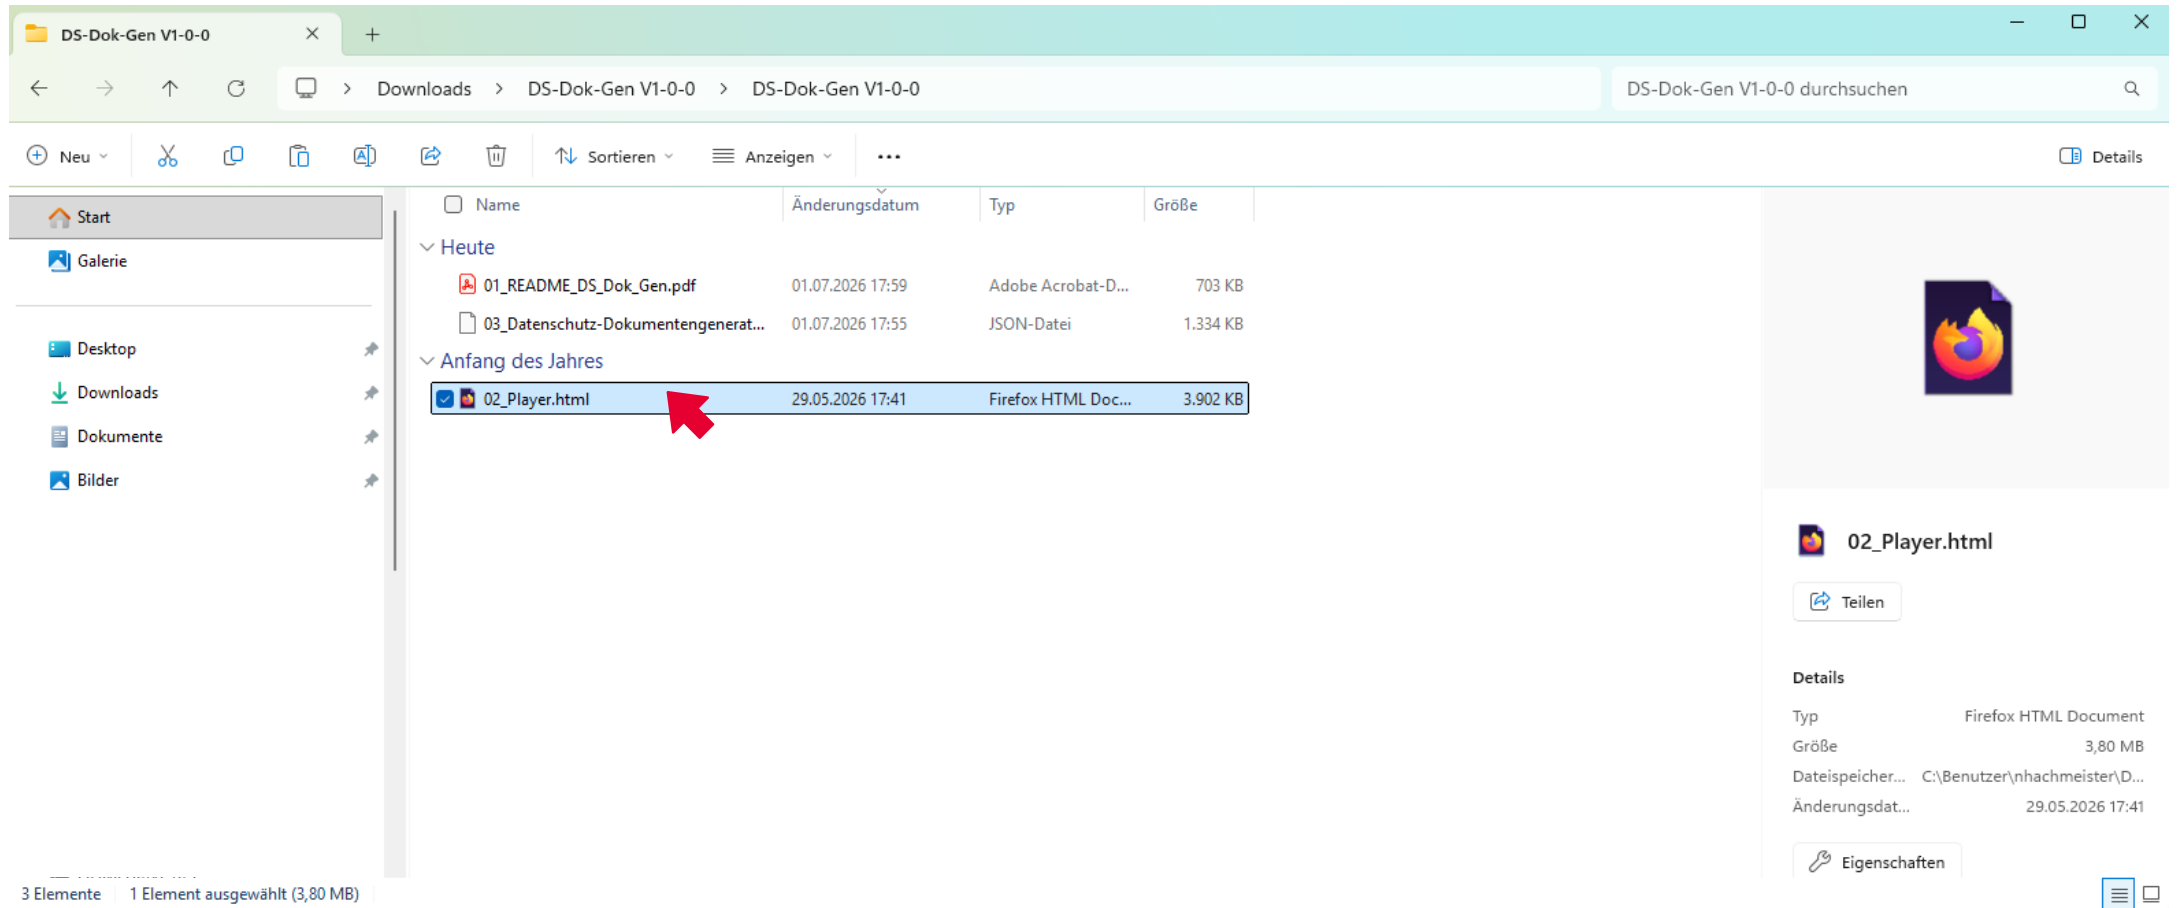 DS-Dok-Gen V1-0-0
Downloads > DS-Dok-Gen V1-0-0 > DS-Dok-Gen V1-0-0
DS-Dok-Gen V1-0-0 durchsuchen
Neu
Sortieren
Anzeigen
Details
Start
Galerie
Desktop
Downloads
Dokumente
Bilder
Name Änderungsdatum Typ Größe
Heute
01_README_DS_Dok_Gen.pdf 01.07.2026 17:59 Adobe Acrobat-D... 703 KB
03_Datenschutz-Dokumentengenerat... 01.07.2026 17:55 JSON-Datei 1.334 KB
Anfang des Jahres
02_Player.html 29.05.2026 17:41 Firefox HTML Doc... 3.902 KB
02_Player.html
Teilen
Details
Typ Firefox HTML Document
Größe 3,80 MB
Dateispeicher... C:\Benutzer\nhachmeister\D...
Änderungsdat... 29.05.2026 17:41
Eigenschaften
3 Elemente 1 Element ausgewählt (3,80 MB)